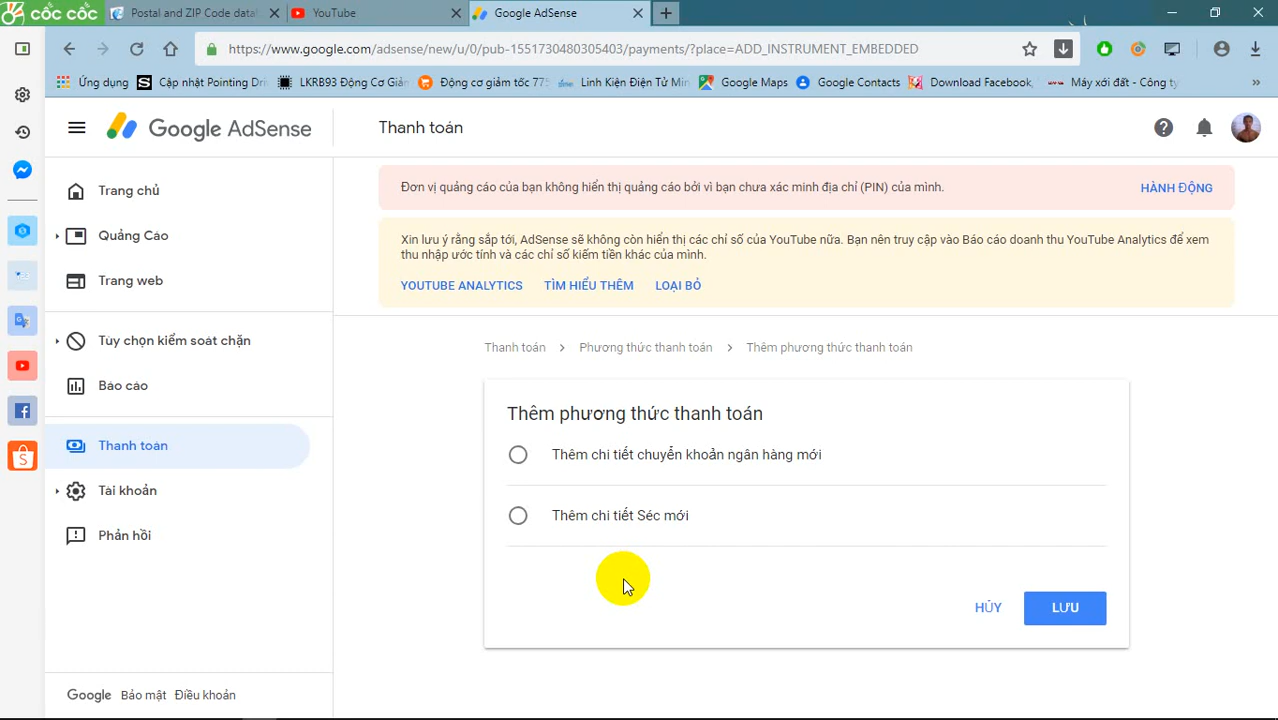 cốc cốc
Postal and ZIP Code datal
YouTube
Google AdSense
https://www.google.com/adsense/new/u/0/pub-1551730480305403/payments/?place=ADD_INSTRUMENT_EMBEDDED
Ứng dụng
Cập nhật Pointing Dri
LKRB93 Động Cơ Giản
Động cơ giảm tốc 775
Linh Kiện Điện Tử Min
Google Maps
Google Contacts
Download Facebook,
Máy xới đất - Công ty
Google AdSense
Thanh toán
Đơn vị quảng cáo của bạn không hiển thị quảng cáo bởi vì bạn chưa xác minh địa chỉ (PIN) của mình.
HÀNH ĐỘNG
Xin lưu ý rằng sắp tới, AdSense sẽ không còn hiển thị các chỉ số của YouTube nữa. Bạn nên truy cập vào Báo cáo doanh thu YouTube Analytics để xem
thu nhập ước tính và các chỉ số kiếm tiền khác của mình.
YOUTUBE ANALYTICS
TÌM HIỂU THÊM
LOẠI BỎ
Trang chủ
Quảng Cáo
Trang web
Tùy chọn kiểm soát chặn
Báo cáo
Thanh toán
Tài khoản
Phản hồi
Thanh toán
Phương thức thanh toán
Thêm phương thức thanh toán
Thêm phương thức thanh toán
Thêm chi tiết chuyển khoản ngân hàng mới
Thêm chi tiết Séc mới
HỦY
LƯU
Google
Bảo mật
Điều khoản